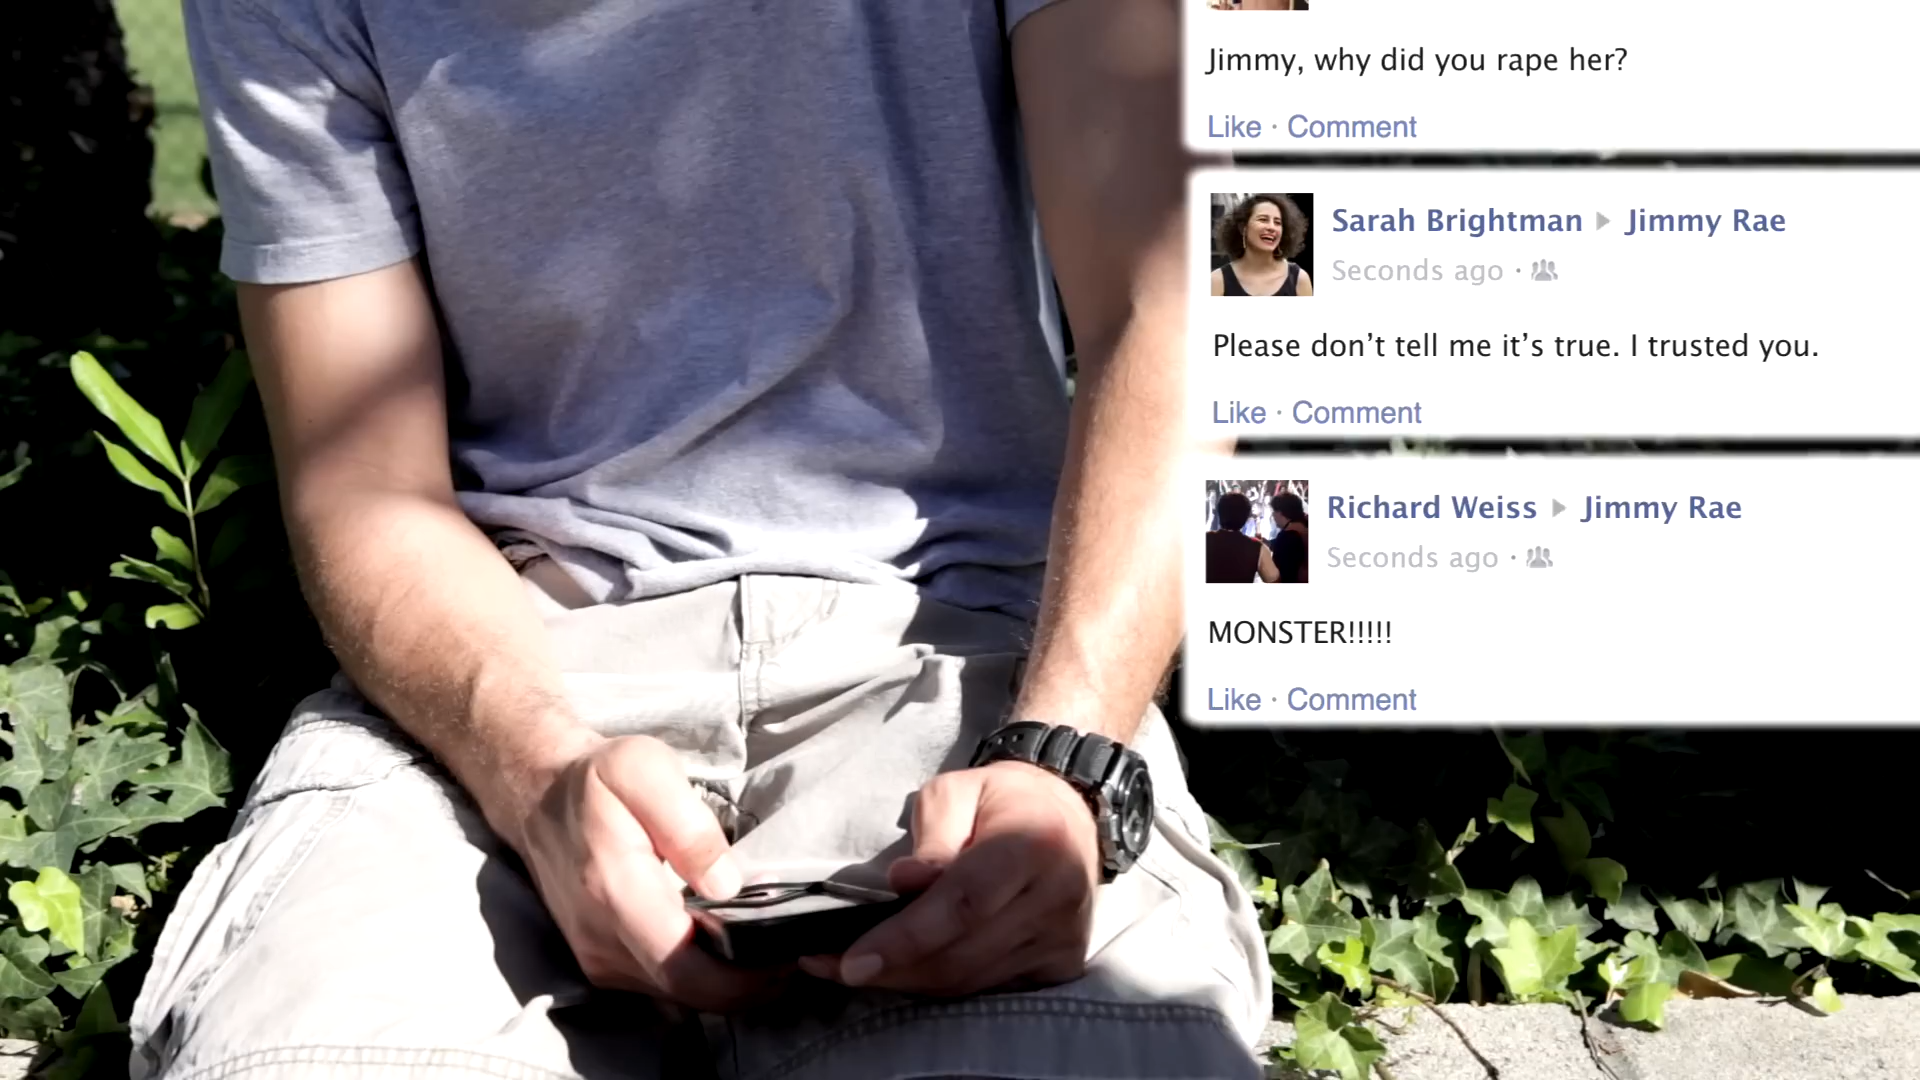 Jimmy, why did you rape her?
Like · Comment
Sarah Brightman ▶ Jimmy Rae
Seconds ago ·
Please don’t tell me it’s true. I trusted you.
Like · Comment
Richard Weiss ▶ Jimmy Rae
Seconds ago ·
MONSTER!!!!!
Like · Comment